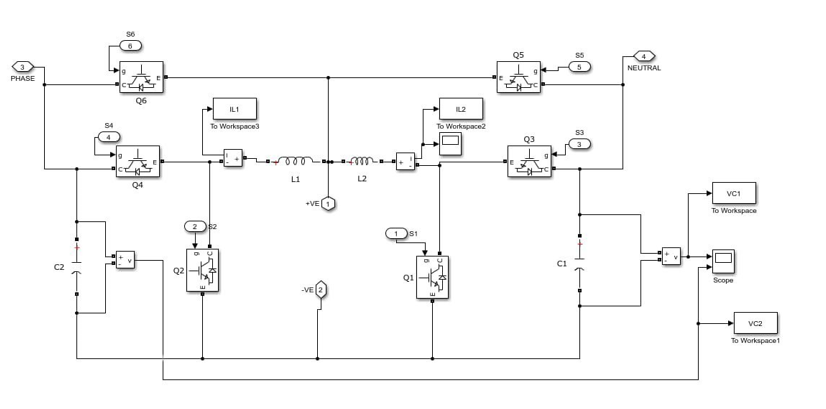 S6
6
3
PHASE
g
C
E
Q6
Q5
g
E
C
S5
5
4
NEUTRAL
IL1
To Workspace3
IL2
To Workspace2
S4
4
g
C
E
Q4
i
+
-
L1
L2
+
i
-
Q3
g
E
C
S3
3
+VE
1
2
S2
g
C
Q2
E
1
S1
g
C
Q1
E
-VE
2
C2
+
+
-
v
C1
+
+
-
v
VC1
To Workspace
Scope
VC2
To Workspace1